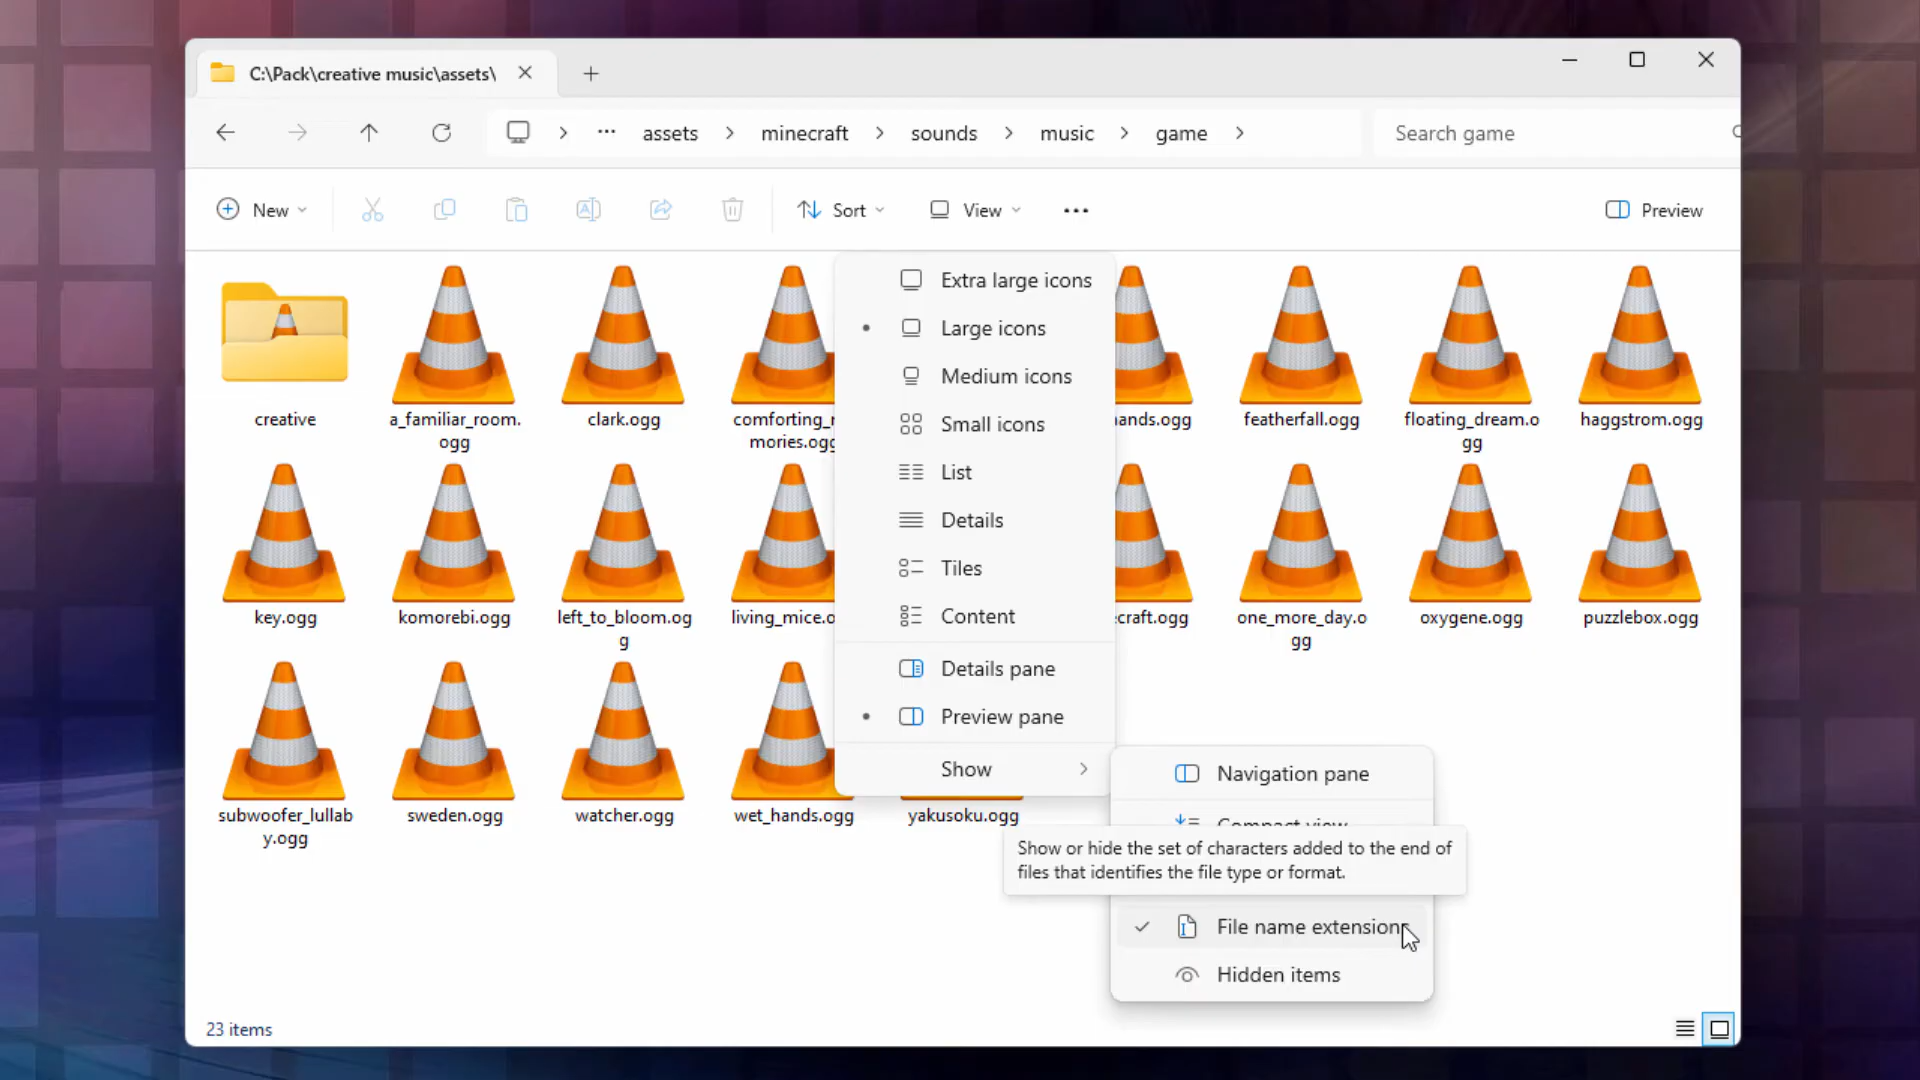 C:\Pack\creative music\assets\
assets
minecraft
sounds
music
game
Search game
New
Sort
View
Preview
creative
a_familiar_room.
ogg
clark.ogg
comforting_
mories.ogg
ands.ogg
featherfall.ogg
floating_dream.o
gg
haggstrom.ogg
Extra large icons
Large icons
Medium icons
Small icons
List
Details
Tiles
Content
Details pane
Preview pane
Show
key.ogg
komorebi.ogg
left_to_bloom.og
g
living_mice.o
craft.ogg
one_more_day.o
gg
oxygene.ogg
puzzlebox.ogg
subwoofer_lullab
y.ogg
sweden.ogg
watcher.ogg
wet_hands.ogg
yakusoku.ogg
Navigation pane
Compact view
Show or hide the set of characters added to the end of
files that identifies the file type or format.
File name extensions
Hidden items
23 items